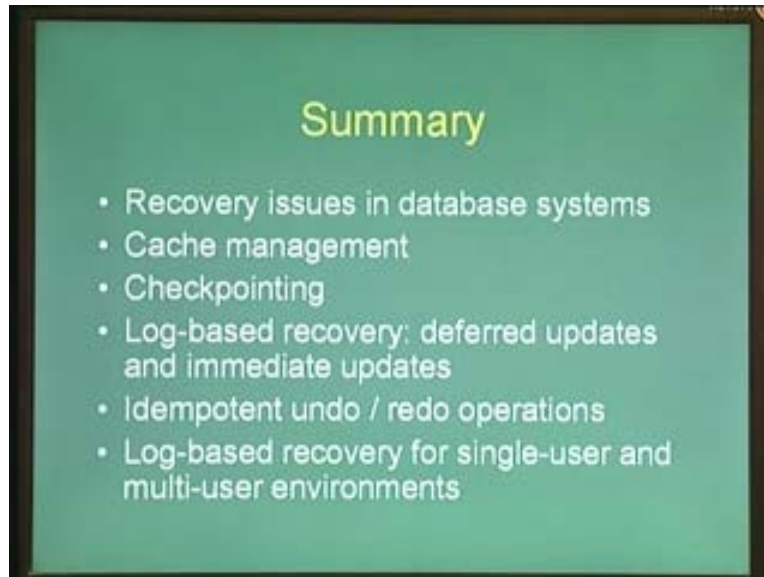 Summary
• Recovery issues in database systems
• Cache management
• Checkpointing
• Log-based recovery: deferred updates
and immediate updates
• Idempotent undo / redo operations
• Log-based recovery for single-user and
multi-user environments